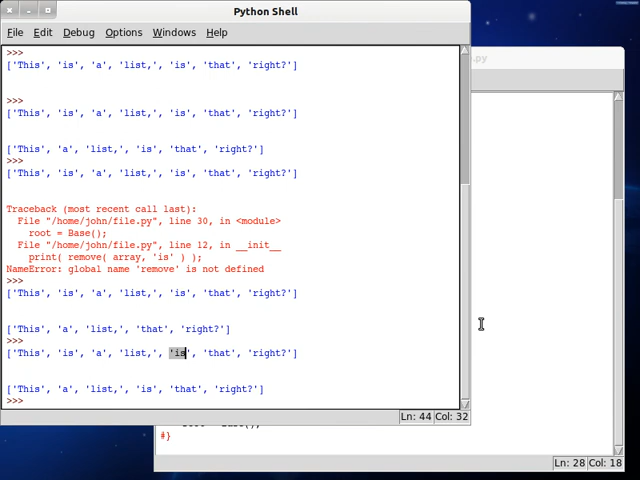 Python Shell
File Edit Debug Options Windows Help
>>>
['This', 'is', 'a', 'list,', 'is', 'that', 'right?']
>>>
['This', 'is', 'a', 'list,', 'is', 'that', 'right?']
['This', 'a', 'list,', 'is', 'that', 'right?']
>>>
['This', 'is', 'a', 'list,', 'is', 'that', 'right?']
Traceback (most recent call last):
File "/home/john/file.py", line 30, in <module>
root = Base();
File "/home/john/file.py", line 12, in __init__
print( remove( array, 'is' ) );
NameError: global name 'remove' is not defined
>>>
['This', 'is', 'a', 'list,', 'is', 'that', 'right?']
['This', 'a', 'list,', 'that', 'right?']
>>>
['This', 'is', 'a', 'list,', 'is', 'that', 'right?']
['This', 'a', 'list,', 'is', 'that', 'right?']
>>>
Ln: 44 Col: 32
.py
#}
Ln: 28 Col: 18